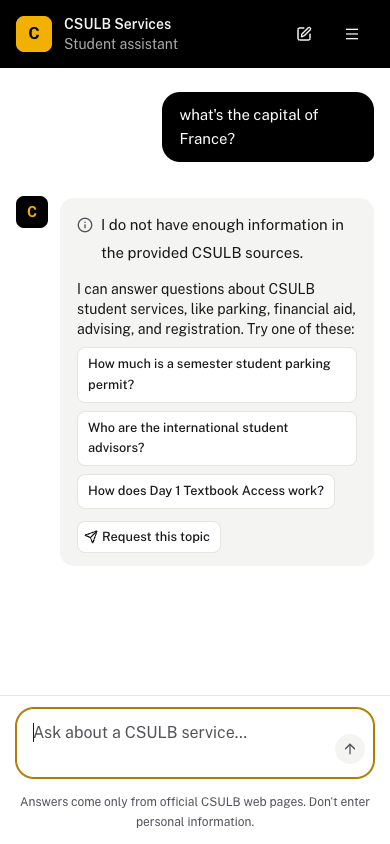 C
CSULB Services
Student assistant
what's the capital of
France?
C
I do not have enough information in
the provided CSULB sources.
I can answer questions about CSULB
student services, like parking, financial aid,
advising, and registration. Try one of these:
How much is a semester student parking
permit?
Who are the international student
advisors?
How does Day 1 Textbook Access work?
Request this topic
Ask about a CSULB service...
Answers come only from official CSULB web pages. Don't enter
personal information.